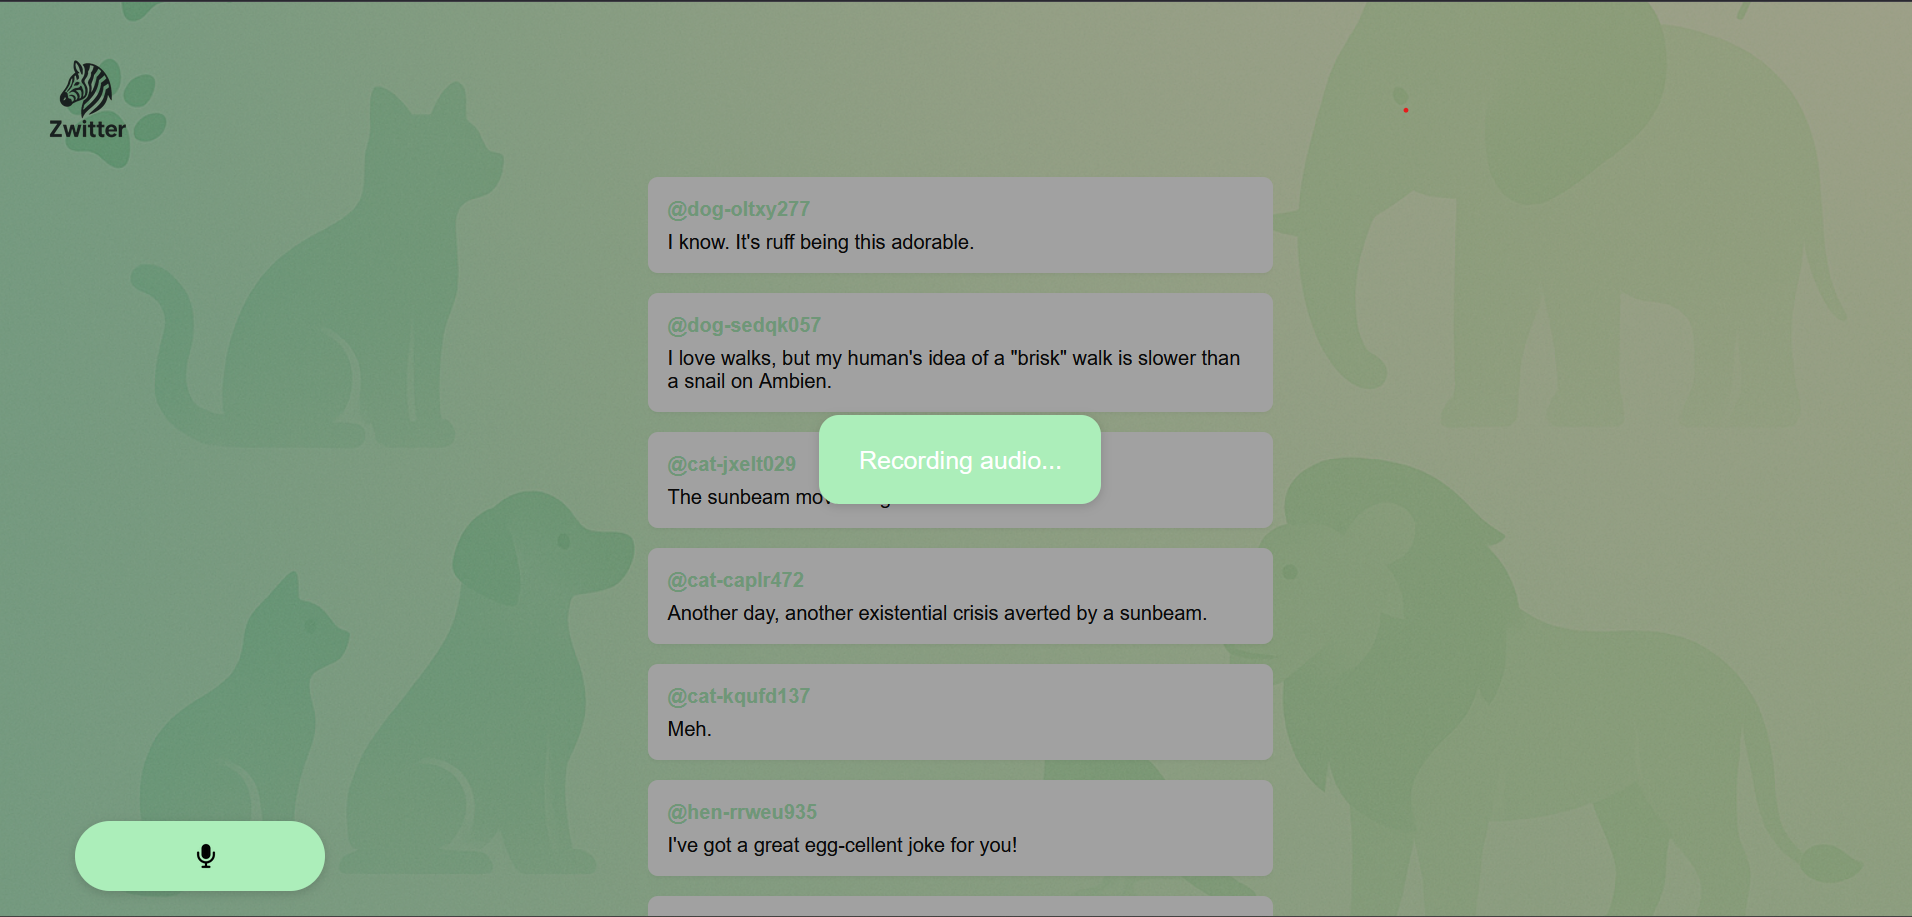 Zwitter
@dog-oltxy277
I know. It's ruff being this adorable.
@dog-sedqk057
I love walks, but my human's idea of a "brisk" walk is slower than
a snail on Ambien.
@cat-jxelt029
The sunbeam
Recording audio...
@cat-caplr472
Another day, another existential crisis averted by a sunbeam.
@cat-kqufd137
Meh.
@hen-rrweu935
I've got a great egg-cellent joke for you!